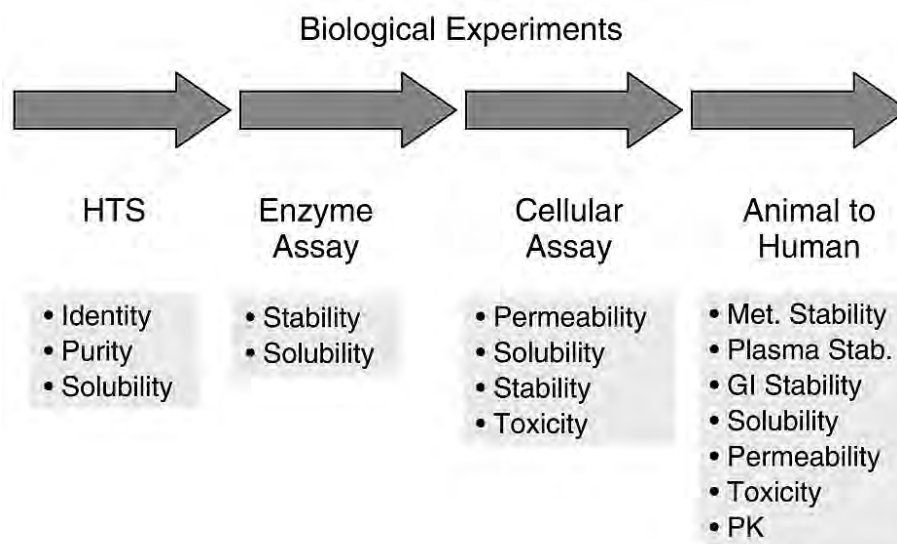 Biological Experiments
HTS
Enzyme
Assay
Cellular
Assay
Animal to
Human
• Identity
• Purity
• Solubility
• Stability
• Solubility
• Permeability
• Solubility
• Stability
• Toxicity
• Met. Stability
• Plasma Stab.
• GI Stability
• Solubility
• Permeability
• Toxicity
• PK